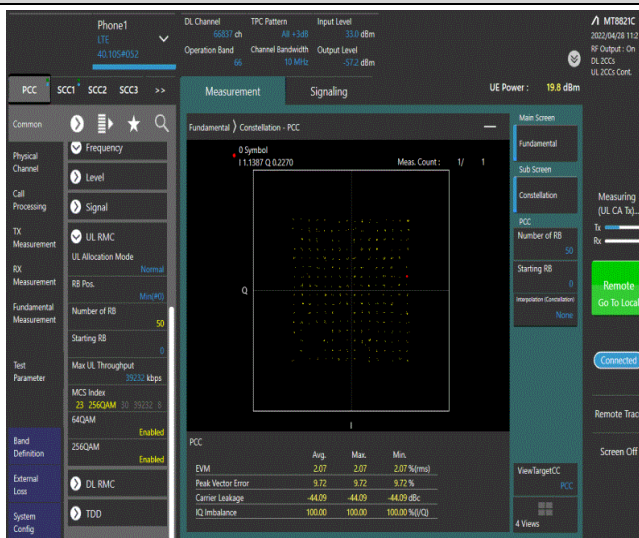 Phone1
LTE
40.105#052
DL Channel
66837 ch
TPC Pattern
All +3dB
Input Level
33.0 dBm
Operation Band
66
Channel Bandwidth
10 MHz
Output Level
-57.2 dBm
MT8821C
2022/04/28 11:2
RF Output : On
DL 2CCs
UL 2CCs Cont.
PCC SCC1 SCC2 SCC3 >>
Measurement
Signaling
UE Power : 19.8 dBm
Common
Physical
Channel
Call
Processing
TX
Measurement
RX
Measurement
Fundamental
Measurement
Test
Parameter
Band
Definition
External
Loss
System
Config
Frequency
Level
Signal
UL RMC
UL Allocation Mode
Normal
RB Pos.
Min(#0)
Number of RB
50
Starting RB
0
Max UL Throughput
39232 kbps
MCS Index
23 256QAM 30 39232 8
64QAM
Enabled
256QAM
Enabled
DL RMC
TDD
Fundamental 〉 Constellation - PCC
0 Symbol
I 1.1387 Q 0.2270
Meas. Count : 1/ 1
Q
I
PCC
Avg. Max. Min.
EVM 2.07 2.07 2.07 %(rms)
Peak Vector Error 9.72 9.72 9.72 %
Carrier Leakage -44.09 -44.09 -44.09 dBc
IQ Imbalance 100.00 100.00 100.00 %(I/Q)
Main Screen
Fundamental
Sub Screen
Constellation
PCC
Number of RB
50
Starting RB
0
Interpolation (Constellation)
None
ViewTargetCC
PCC
4 Views
Measuring
(UL CA Tx)...
Tx
Rx
Remote
Go To Local
Connected
Remote Trac
Screen Off